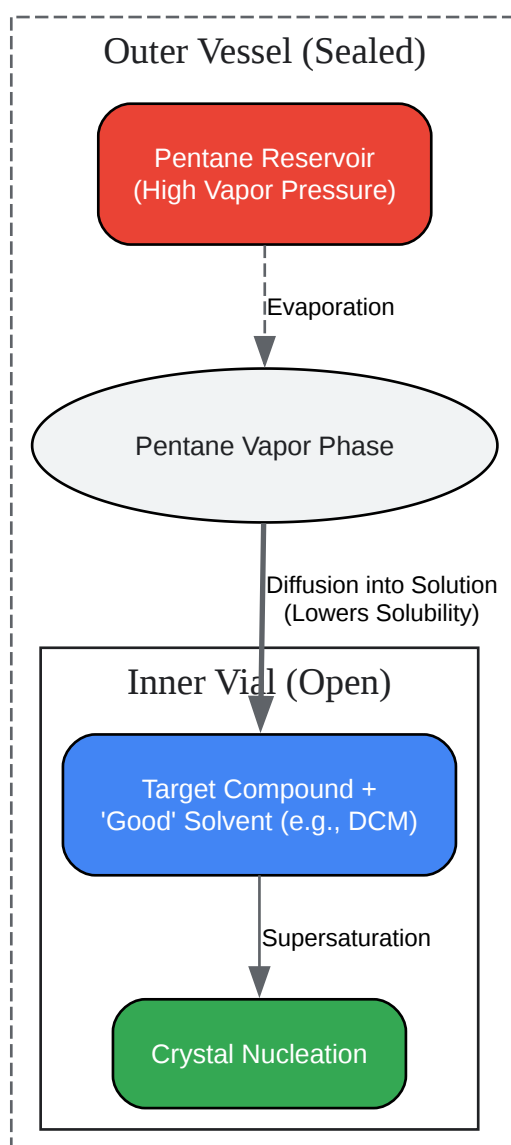 Outer Vessel (Sealed)
Pentane Reservoir
(High Vapor Pressure)
Evaporation
Pentane Vapor Phase
Diffusion into Solution
(Lowers Solubility)
Inner Vial (Open)
Target Compound +
'Good' Solvent (e.g., DCM)
Supersaturation
Crystal Nucleation